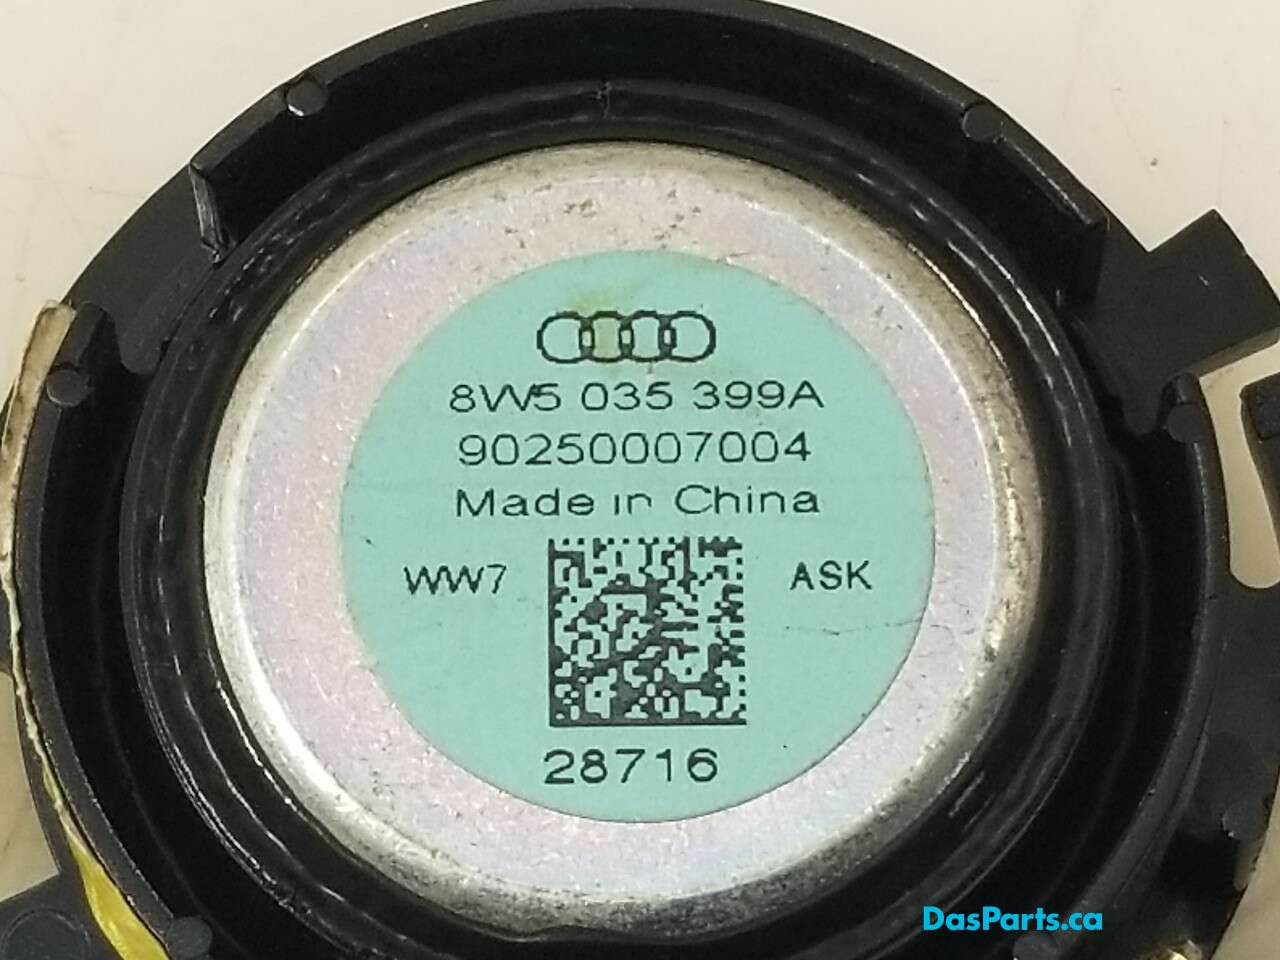 8W5 035 399A
90250007004
Made in China
WW7 ASK
28716
DasParts.ca